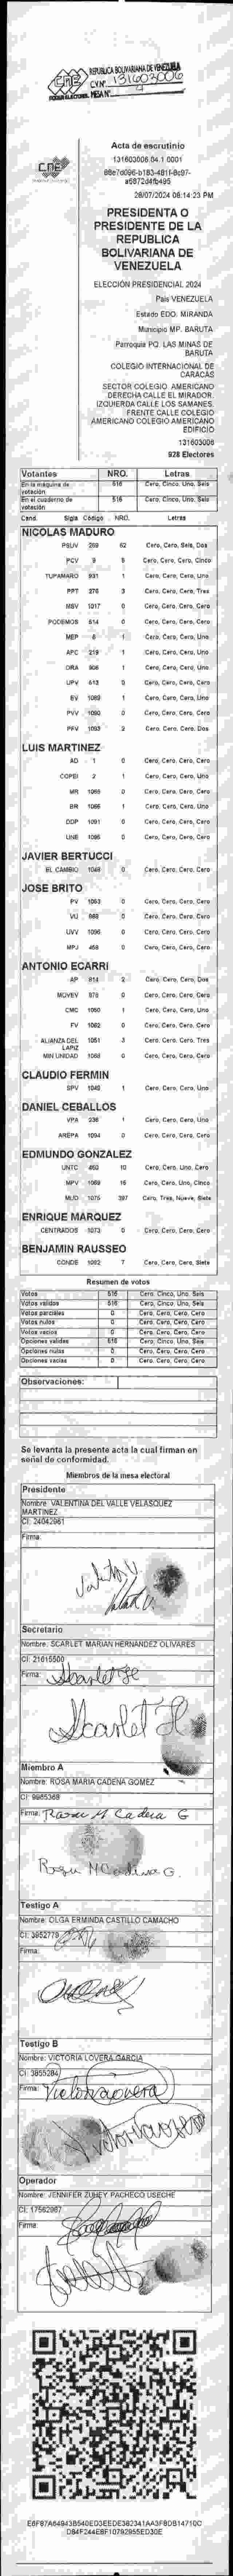 CNE
REPUBLICA BOLIVARIANA DE VENEZUELA
CVN° 131603006
PODER ELECTORAL MESA N°
CNE
Acta de escrutinio
131603006.04.1.0001
28/07/2024 08:14:23 PM
PRESIDENTA O
PRESIDENTE DE LA
REPUBLICA
BOLIVARIANA DE
VENEZUELA
ELECCIÓN PRESIDENCIAL 2024
País VENEZUELA
Estado EDO. MIRANDA
Municipio MP. BARUTA
Parroquia PQ. LAS MINAS DE
BARUTA
COLEGIO INTERNACIONAL DE
CARACAS
SECTOR COLEGIO AMERICANO
DERECHA CALLE EL MIRADOR.
IZQUIERDA CALLE LOS SAMANES.
FRENTE CALLE COLEGIO
AMERICANO COLEGIO AMERICANO
EDIFICIO
131603006
928 Electores
Votantes NRO. Letras
En la máquina de votación 516 Cero, Cinco, Uno, Seis
En el cuaderno de votación 516 Cero, Cinco, Uno, Seis
Cand. Sigla Código NRO. Letras
NICOLAS MADURO
PSUV 269 62 Cero, Cero, Seis, Dos
PCV 9 5 Cero, Cero, Cero, Cinco
TUPAMARO 931 1 Cero, Cero, Cero, Uno
PPT 276 3 Cero, Cero, Cero, Tres
MSV 1017 0 Cero, Cero, Cero, Cero
PODEMOS 614 0 Cero, Cero, Cero, Cero
MEP 6 1 Cero, Cero, Cero, Uno
APC 219 1 Cero, Cero, Cero, Uno
ORA 906 1 Cero, Cero, Cero, Uno
UPV 613 0 Cero, Cero, Cero, Cero
EV 1089 1 Cero, Cero, Cero, Uno
PVV 1090 0 Cero, Cero, Cero, Cero
PFV 1093 2 Cero, Cero, Cero, Dos
LUIS MARTINEZ
AD 1 0 Cero, Cero, Cero, Cero
COPEI 2 1 Cero, Cero, Cero, Uno
MR 1065 0 Cero, Cero, Cero, Cero
BR 1066 1 Cero, Cero, Cero, Uno
DDP 1091 0 Cero, Cero, Cero, Cero
UNE 1095 0 Cero, Cero, Cero, Cero
JAVIER BERTUCCI
EL CAMBIO 1048 0 Cero, Cero, Cero, Cero
JOSE BRITO
PV 1063 0 Cero, Cero, Cero, Cero
VU 988 0 Cero, Cero, Cero, Cero
UVV 1096 0 Cero, Cero, Cero, Cero
MPJ 458 0 Cero, Cero, Cero, Cero
ANTONIO ECARRI
AP 914 2 Cero, Cero, Cero, Dos
MOVEV 978 0 Cero, Cero, Cero, Cero
CMC 1050 1 Cero, Cero, Cero, Uno
FV 1082 0 Cero, Cero, Cero, Cero
ALIANZA DEL LAPIZ 1051 3 Cero, Cero, Cero, Tres
MIN UNIDAD 1068 0 Cero, Cero, Cero, Cero
CLAUDIO FERMIN
SPV 1049 1 Cero, Cero, Cero, Uno
DANIEL CEBALLOS
VPA 236 1 Cero, Cero, Cero, Uno
AREPA 1094 0 Cero, Cero, Cero, Cero
EDMUNDO GONZALEZ
UNTC 460 10 Cero, Cero, Uno, Cero
MPV 1069 15 Cero, Cero, Uno, Cinco
MUD 1075 397 Cero, Tres, Nueve, Siete
ENRIQUE MARQUEZ
CENTRADOS 1073 0 Cero, Cero, Cero, Cero
BENJAMIN RAUSSEO
CONDE 1092 7 Cero, Cero, Cero, Siete
Resumen de votos
Votos 516 Cero, Cinco, Uno, Seis
Votos validos 516 Cero, Cinco, Uno, Seis
Votos parciales 0 Cero, Cero, Cero, Cero
Votos nulos 0 Cero, Cero, Cero, Cero
Votos vacios 0 Cero, Cero, Cero, Cero
Opciones validas 516 Cero, Cinco, Uno, Seis
Opciones nulas 0 Cero, Cero, Cero, Cero
Opciones vacias 0 Cero, Cero, Cero, Cero
Observaciones:
Se levanta la presente acta la cual firman en
señal de conformidad.
Miembros de la mesa electoral
Presidente
Nombre: VALENTINA DEL VALLE VELASQUEZ
MARTINEZ
CI: 24042961
Firma:
Secretario
Nombre: SCARLET MARIAN HERNANDEZ OLIVARES
CI: 21615500
Firma: Scarlet H
Scarlet H
Miembro A
Nombre: ROSA MARIA CADENA GOMEZ
CI: 9965368
Firma: Rosa M Cadena G
Rosa M Cadena G.
Testigo A
Nombre: OLGA ERMINDA CASTILLO CAMACHO
CI: 3952779
Firma:
Testigo B
Nombre: VICTORIA LOVERA GARCIA
CI: 3855284
Firma: Victoria Lovera
Operador
Nombre: JENNIFER ZUHEY PACHECO USECHE
CI: 17562967
Firma: